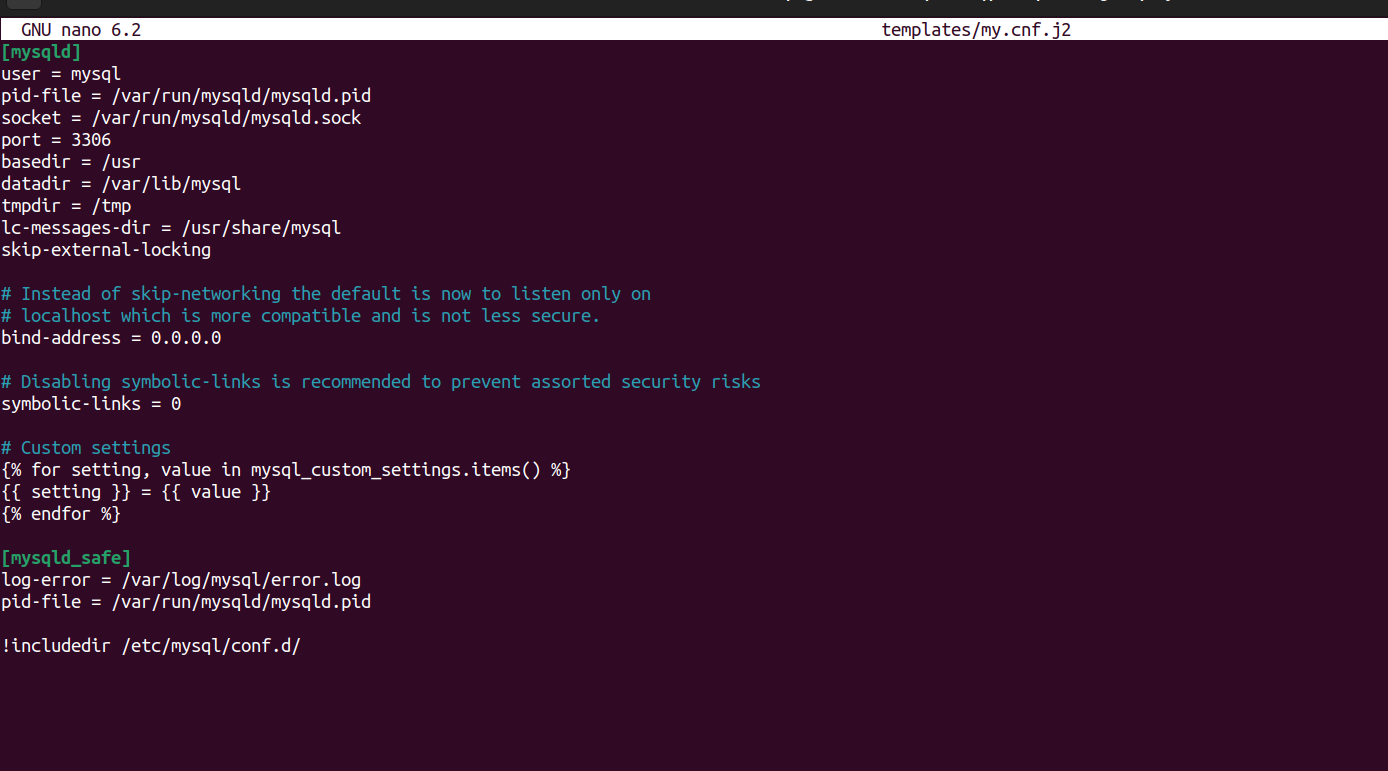 GNU nano 6.2 templates/my.cnf.j2
[mysqld]
user = mysql
pid-file = /var/run/mysqld/mysqld.pid
socket = /var/run/mysqld/mysqld.sock
port = 3306
basedir = /usr
datadir = /var/lib/mysql
tmpdir = /tmp
lc-messages-dir = /usr/share/mysql
skip-external-locking
# Instead of skip-networking the default is now to listen only on
# localhost which is more compatible and is not less secure.
bind-address = 0.0.0.0
# Disabling symbolic-links is recommended to prevent assorted security risks
symbolic-links = 0
# Custom settings
{% for setting, value in mysql_custom_settings.items() %}
{{ setting }} = {{ value }}
{% endfor %}
[mysqld_safe]
log-error = /var/log/mysql/error.log
pid-file = /var/run/mysqld/mysqld.pid
!includedir /etc/mysql/conf.d/